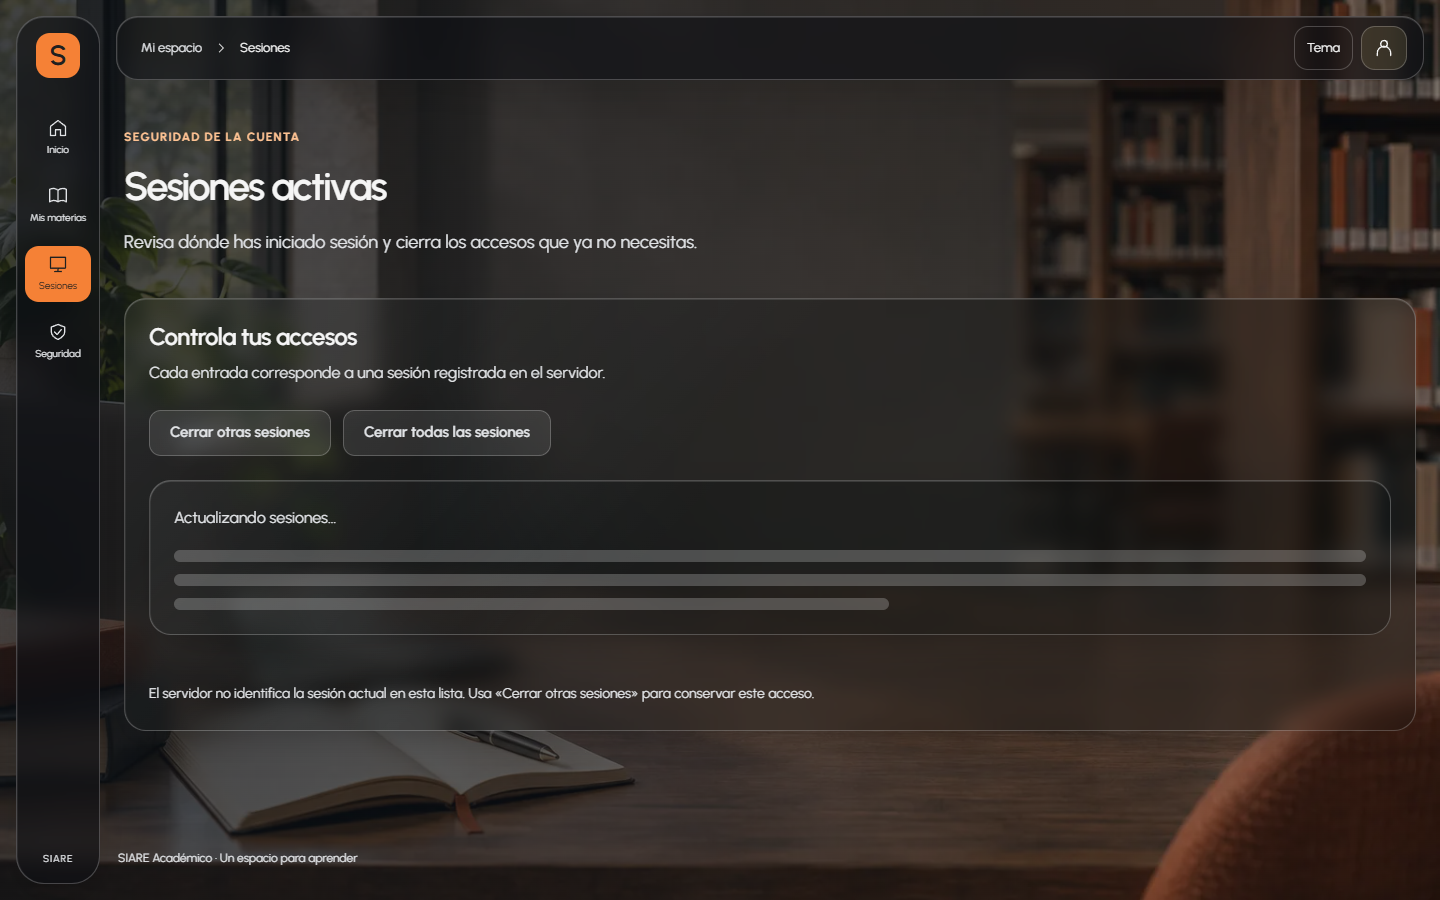 S
Mi espacio > Sesiones
Tema
Inicio
Mis materias
Sesiones
Seguridad
SIARE
SEGURIDAD DE LA CUENTA
Sesiones activas
Revisa dónde has iniciado sesión y cierra los accesos que ya no necesitas.
Controla tus accesos
Cada entrada corresponde a una sesión registrada en el servidor.
Cerrar otras sesiones
Cerrar todas las sesiones
Actualizando sesiones...
El servidor no identifica la sesión actual en esta lista. Usa «Cerrar otras sesiones» para conservar este acceso.
SIARE Académico · Un espacio para aprender